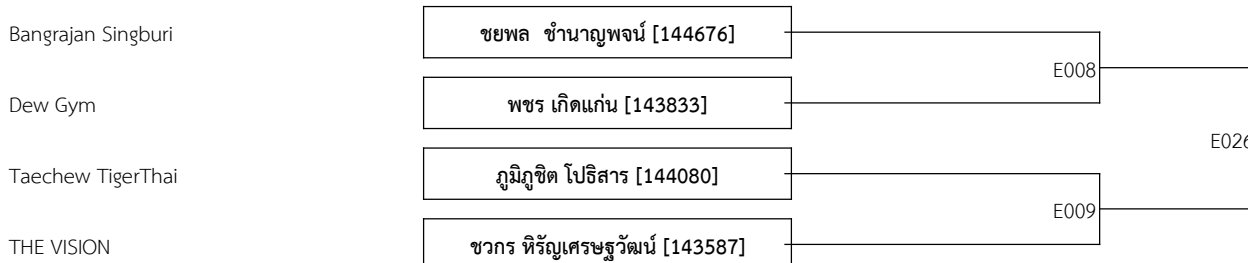 Bangrajan Singburi
ชยพล ชำนาญพจน์ [144676]
E008
Dew Gym
พชร เกิดแก่น [143833]
E026
Taechew TigerThai
ภูมิภูชิต โปธิสาร [144080]
E009
THE VISION
ชวกร หิรัญเศรษฐวัฒน์ [143587]